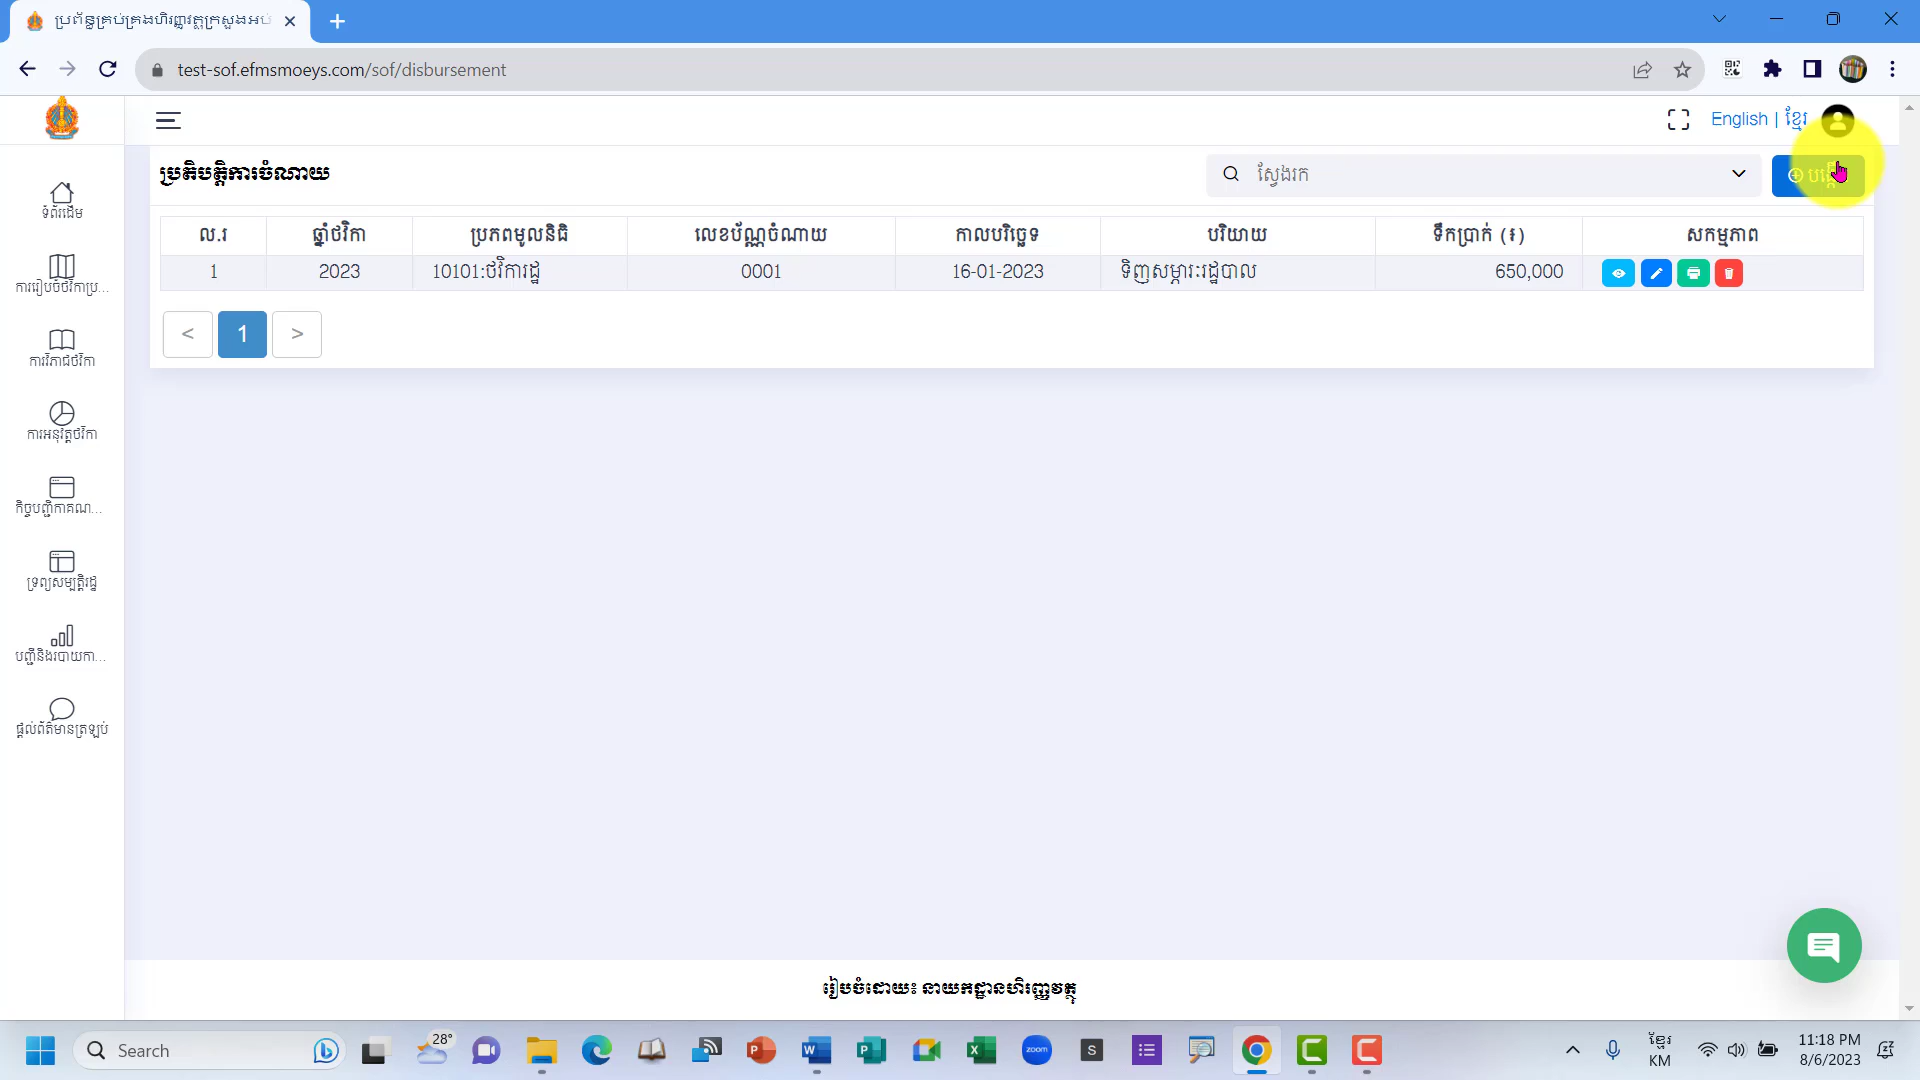 ប្រព័ន្ធគ្រប់គ្រងហិរញ្ញវត្ថុក្រសួងអប់
test-sof.efmsmoeys.com/sof/disbursement
English | ខ្មែរ
ប្រតិបត្តិការចំណាយ
ស្វែងរក
បង្កើត
ល.រ ឆ្នាំថវិកា ប្រភពមូលនិធិ លេខប័ណ្ណចំណាយ កាលបរិច្ឆេទ បរិយាយ ទឹកប្រាក់ (៛) សកម្មភាព
1 2023 10101:ថវិការដ្ឋ 0001 16-01-2023 ទិញសម្ភារៈរដ្ឋបាល 650,000
< 1 >
ទំព័រដើម
ការរៀបចំថវិកាប្រ...
ការវិភាជថវិកា
ការអនុវត្តថវិកា
កិច្ចបញ្ជិកាគណ...
ទ្រព្យសម្បត្តិរដ្ឋ
បញ្ជីនិងរបាយកា...
ផ្តល់ព័ត៌មានត្រឡប់
រៀបចំដោយ៖ នាយកដ្ឋានហិរញ្ញវត្ថុ
Search
28°
zoom
ខ្មែរ
KM
11:18 PM
8/6/2023